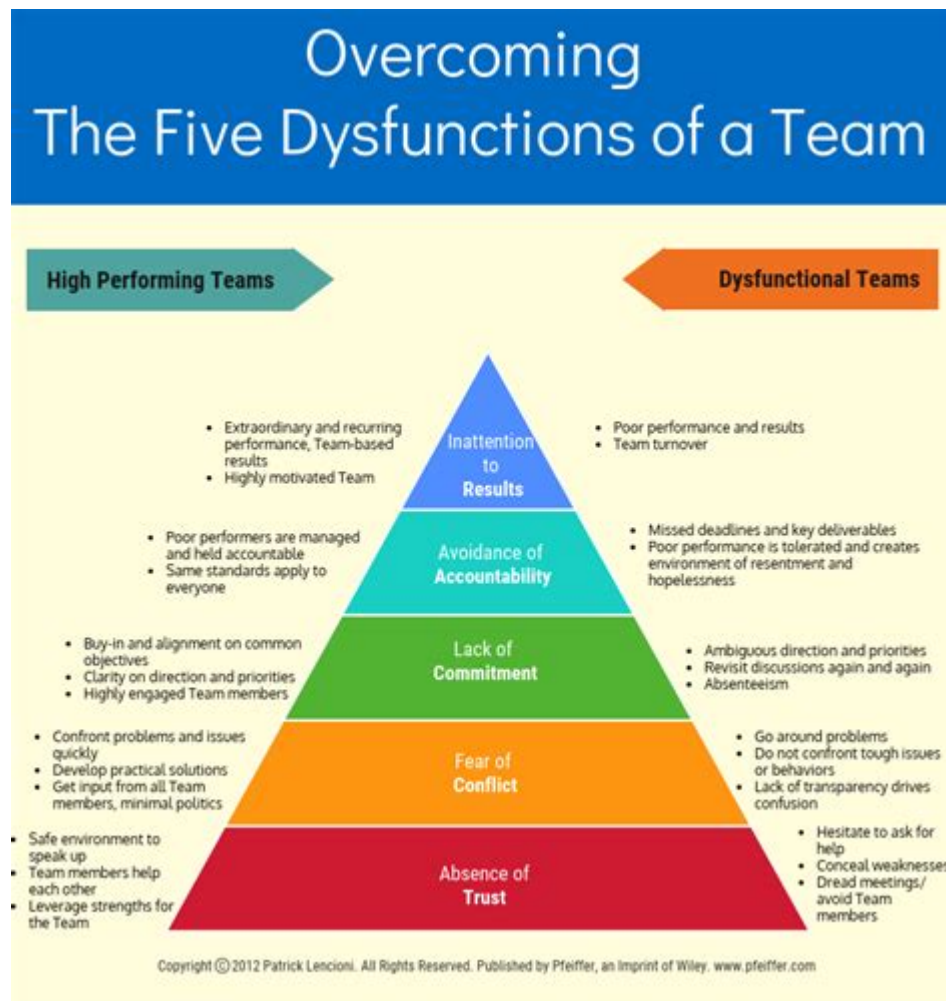 Overcoming
The Five Dysfunctions of a Team
High Performing Teams
Dysfunctional Teams
• Extraordinary and recurring
performance, Team-based
results
• Highly motivated Team
Inattention
to
Results
• Poor performance and results
• Team turnover
• Poor performers are managed
and held accountable
• Same standards apply to
everyone
Avoidance of
Accountability
• Missed deadlines and key deliverables
• Poor performance is tolerated and creates
environment of resentment and
hopelessness
• Buy-in and alignment on common
objectives
• Clarity on direction and priorities
• Highly engaged Team members
Lack of
Commitment
• Ambiguous direction and priorities
• Revisit discussions again and again
• Absenteeism
• Confront problems and issues
quickly
• Develop practical solutions
• Get input from all Team
members, minimal politics
Fear of
Conflict
• Go around problems
• Do not confront tough issues
or behaviors
• Lack of transparency drives
confusion
• Safe environment to
speak up
• Team members help
each other
• Leverage strengths for
the Team
Absence of
Trust
• Hesitate to ask for
help
• Conceal weaknesses
• Dread meetings/
avoid Team
members
Copyright © 2012 Patrick Lencioni. All Rights Reserved. Published by Pfeiffer, an Imprint of Wiley. www.pfeiffer.com